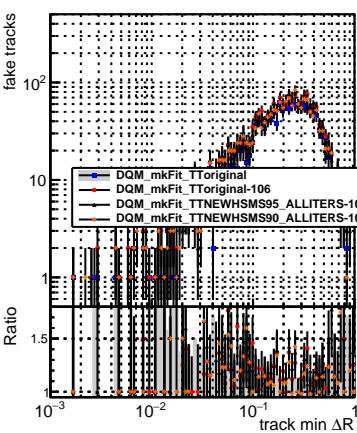 fake tracks
10²
DQM_mkFit_TToriginal
DQM_mkFit_TToriginal-106
10
DQM_mkFit_TTNEWHSMS95_ALLITERS-10
DQM_mkFit_TTNEWHSMS90_ALLITERS-10
1
Ratio
1.5
1
10⁻³ 10⁻² 10⁻¹ 1
track min ΔR